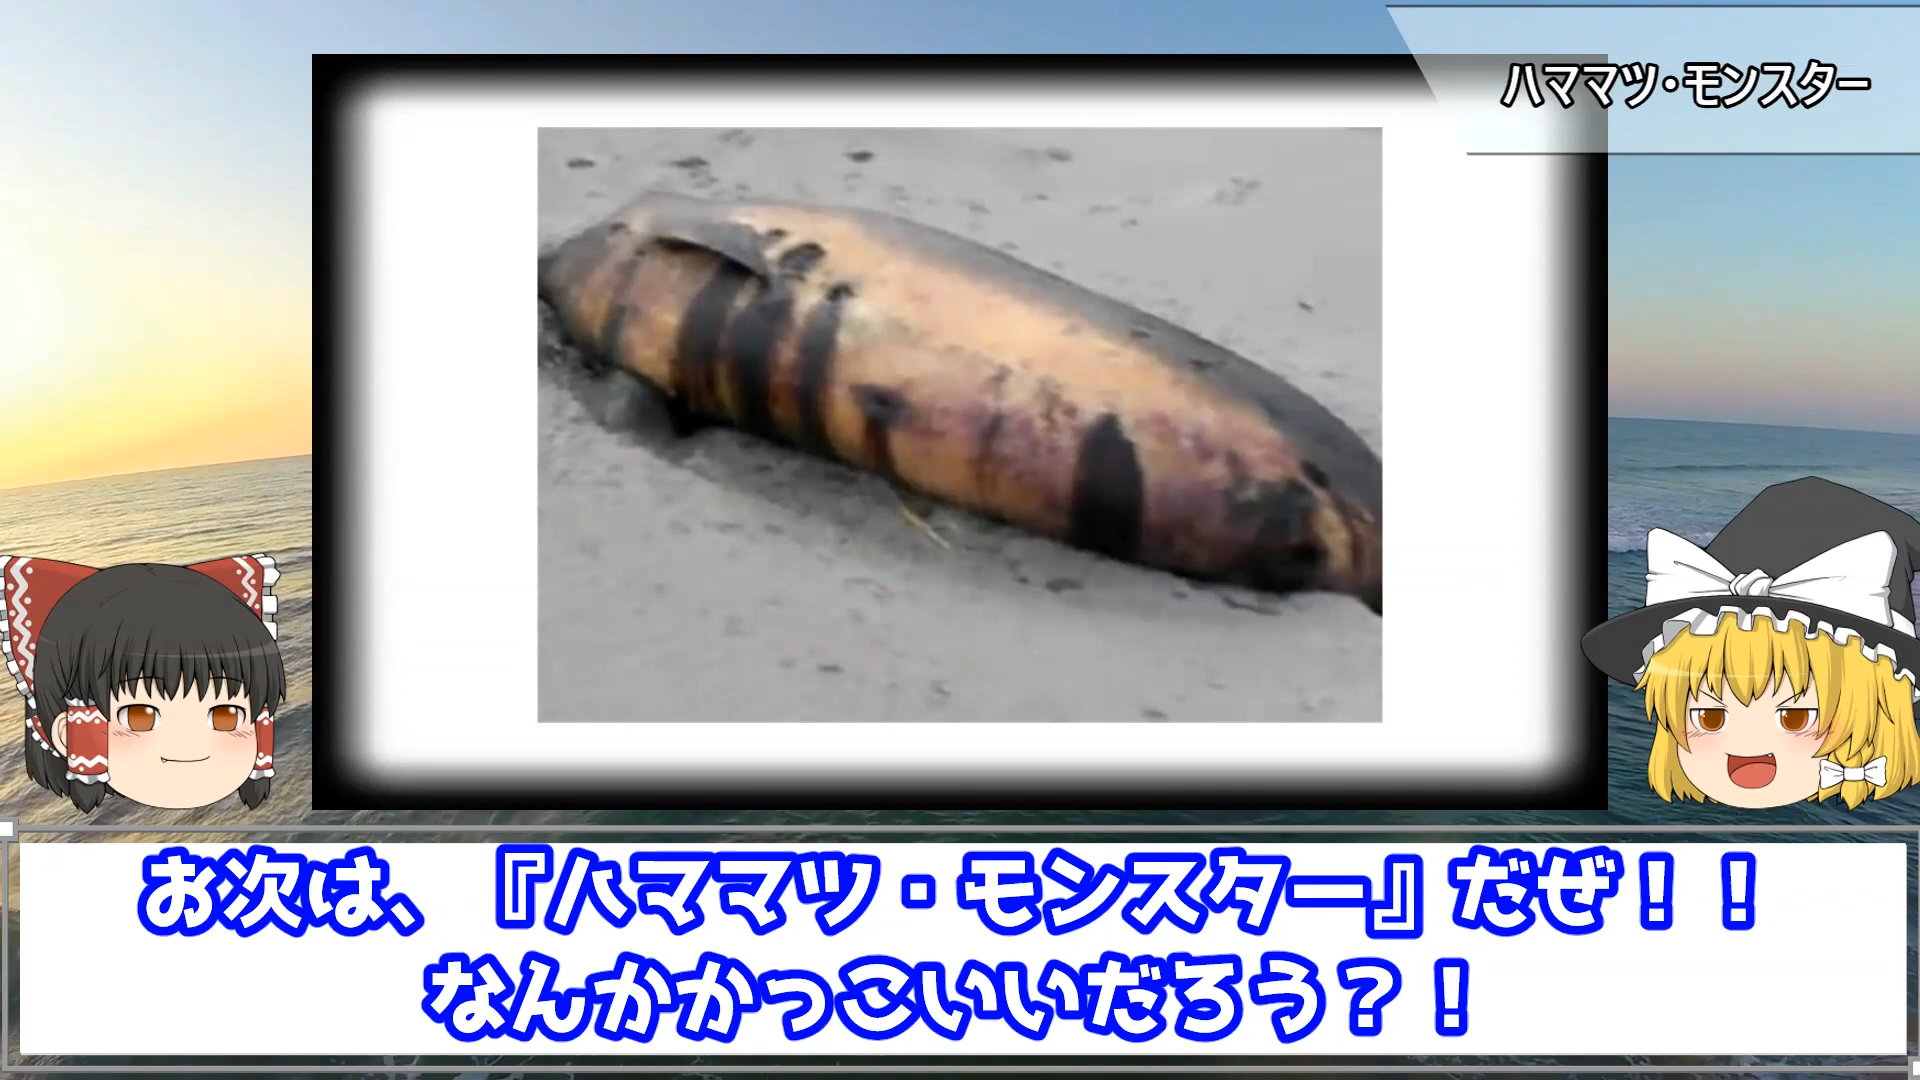 ハママツ・モンスター
お次は、『ハママツ・モンスター』だぜ！！
なんかかっこいいだろう？！